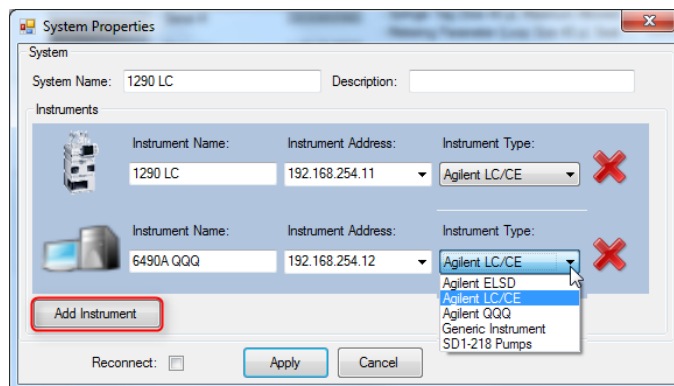 System Properties
System
System Name: 1290 LC Description:
Instruments
Instrument Name: Instrument Address: Instrument Type:
1290 LC 192.168.254.11 Agilent LC/CE
Instrument Name: Instrument Address: Instrument Type:
6490A QQQ 192.168.254.12 Agilent LC/CE
Agilent ELSD
Agilent LC/CE
Agilent QQQ
Generic Instrument
SD1-218 Pumps
Add Instrument
Reconnect: Apply Cancel